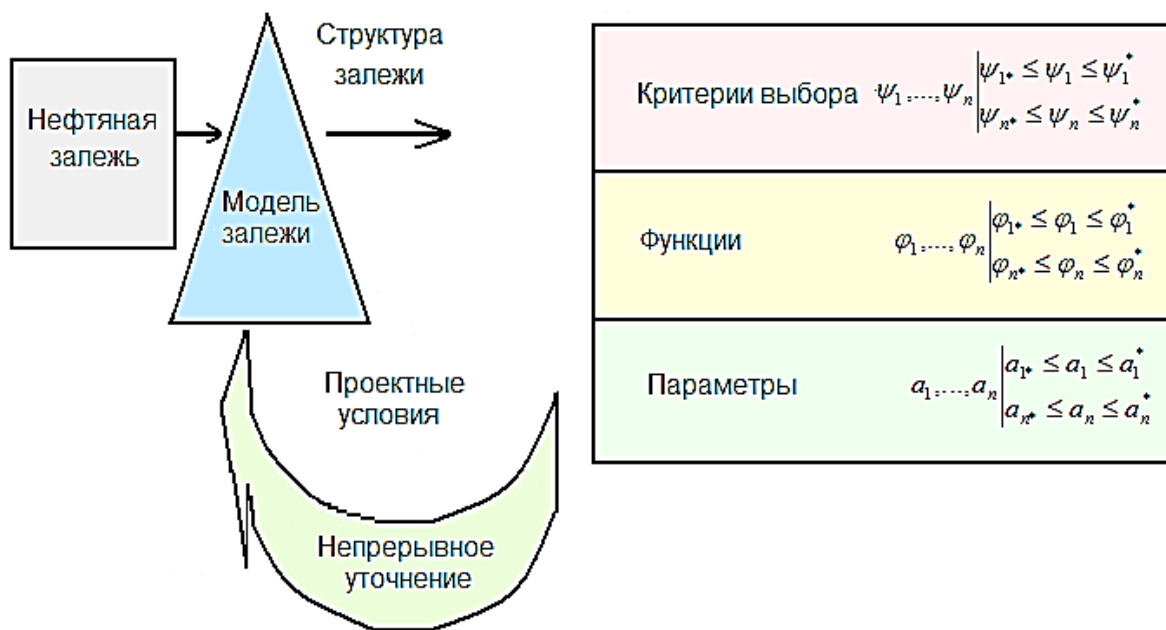 Нефтяная
залежь
Модель
залежи
Структура
залежи
Проектные
условия
Непрерывное
уточнение
Критерии выбора ψ₁,...,ψₙ | ψ₁* ≤ ψ₁ ≤ ψ₁*
ψₙ* ≤ ψₙ ≤ ψₙ*
Функции φ₁,...,φₙ | φ₁* ≤ φ₁ ≤ φ₁*
φₙ* ≤ φₙ ≤ φₙ*
Параметры a₁,...,aₙ | a₁* ≤ a₁ ≤ a₁*
aₙ* ≤ aₙ ≤ aₙ*